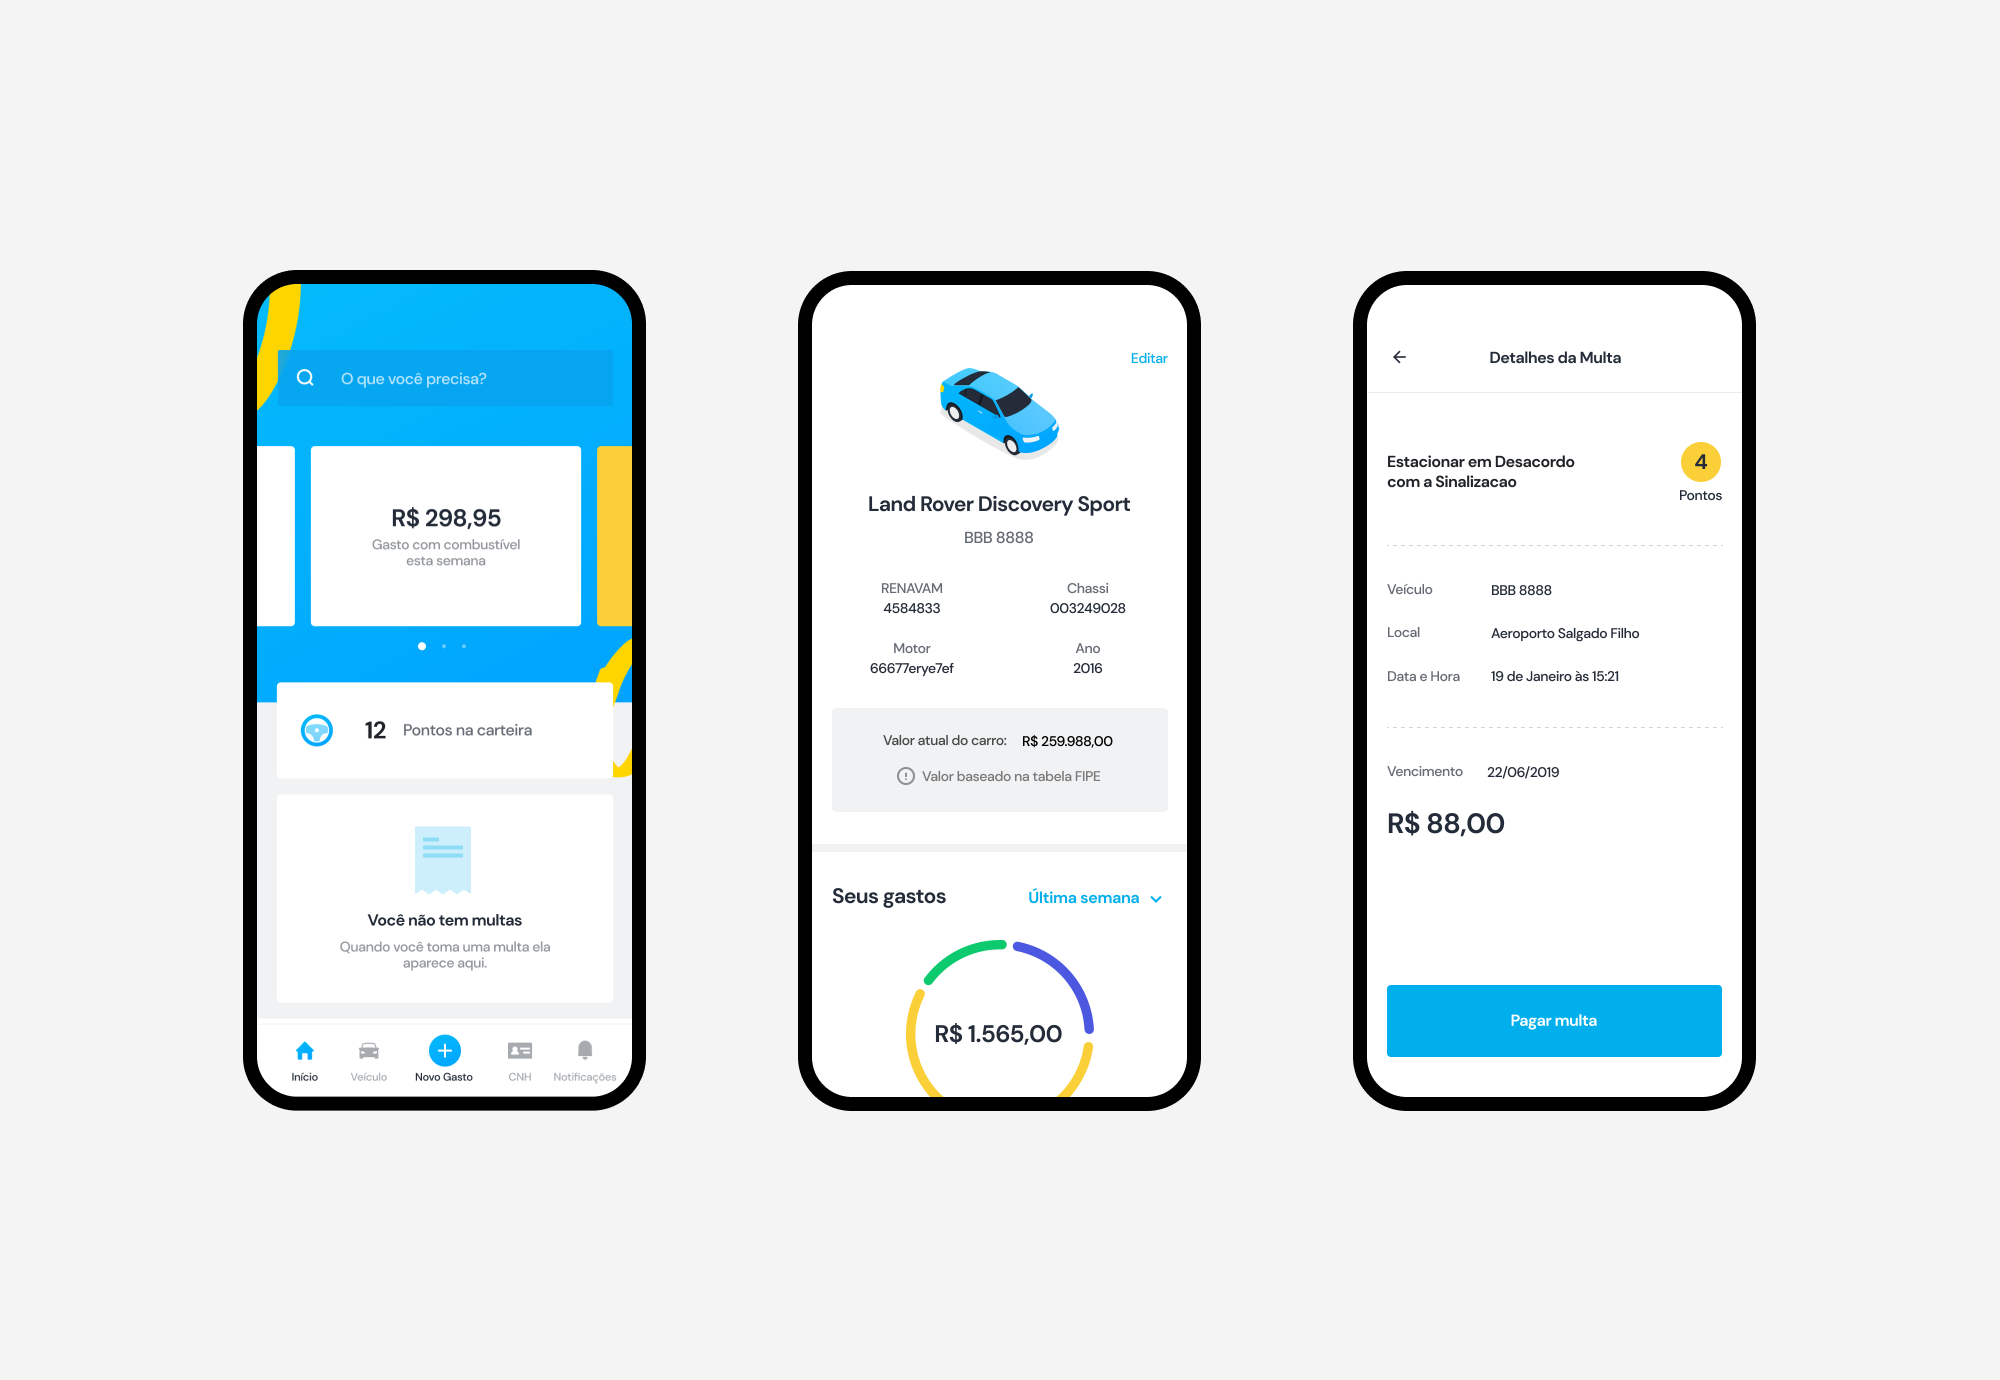 O que você precisa?
R$ 298,95
Gasto com combustível
esta semana
12 Pontos na carteira
Você não tem multas
Quando você toma uma multa ela
aparece aqui.
Início Veículo Novo Gasto CNH Notificações
Editar
Land Rover Discovery Sport
BBB 8888
RENAVAM Chassi
4584833 003249028
Motor Ano
66677erye7ef 2016
Valor atual do carro: R$ 259.988,00
Valor baseado na tabela FIPE
Seus gastos Última semana
R$ 1.565,00
Detalhes da Multa
Estacionar em Desacordo
com a Sinalizacao
4
Pontos
Veículo BBB 8888
Local Aeroporto Salgado Filho
Data e Hora 19 de Janeiro às 15:21
Vencimento 22/06/2019
R$ 88,00
Pagar multa